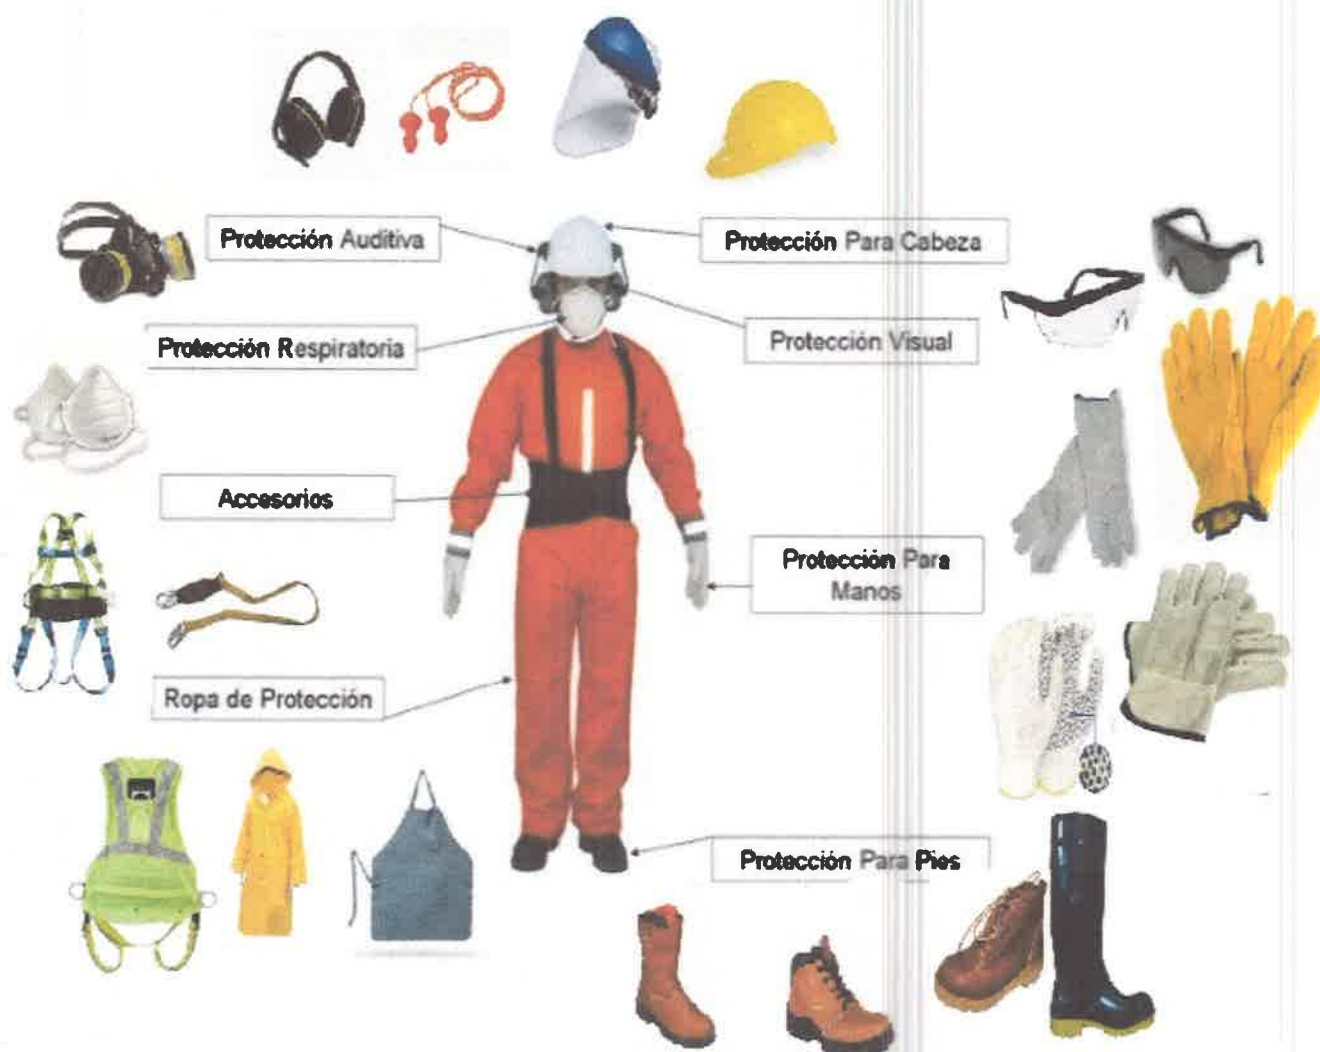 Protección Auditiva
Protección Para Cabeza
Protección Respiratoria
Protección Visual
Accesorios
Protección Para
Manos
Ropa de Protección
Protección Para Pies